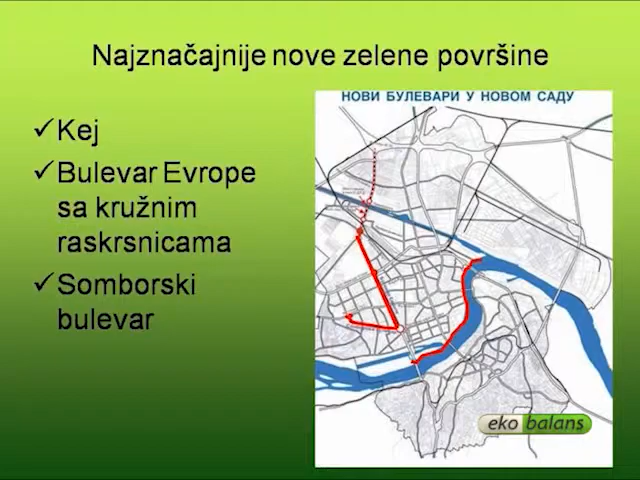 Najznačajnije nove zelene površine
Kej
Bulevar Evrope
sa kružnim
raskrsnicama
Somborski
bulevar
НОВИ БУЛЕВАРИ У НОВОМ САДУ
eko balans